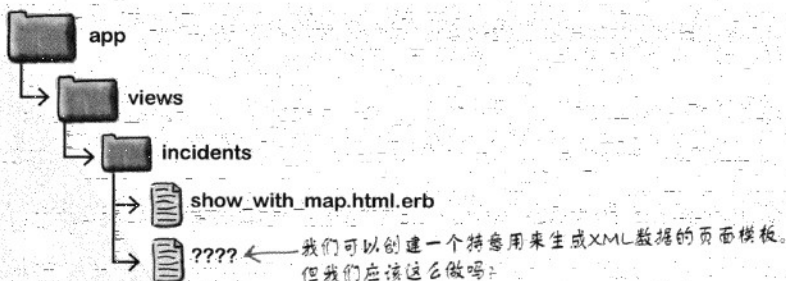 app
views
incidents
show_with_map.html.erb
???? 我们可以创建一个特意用来生成XML数据的页面模板。
但我们应该这么做吗?